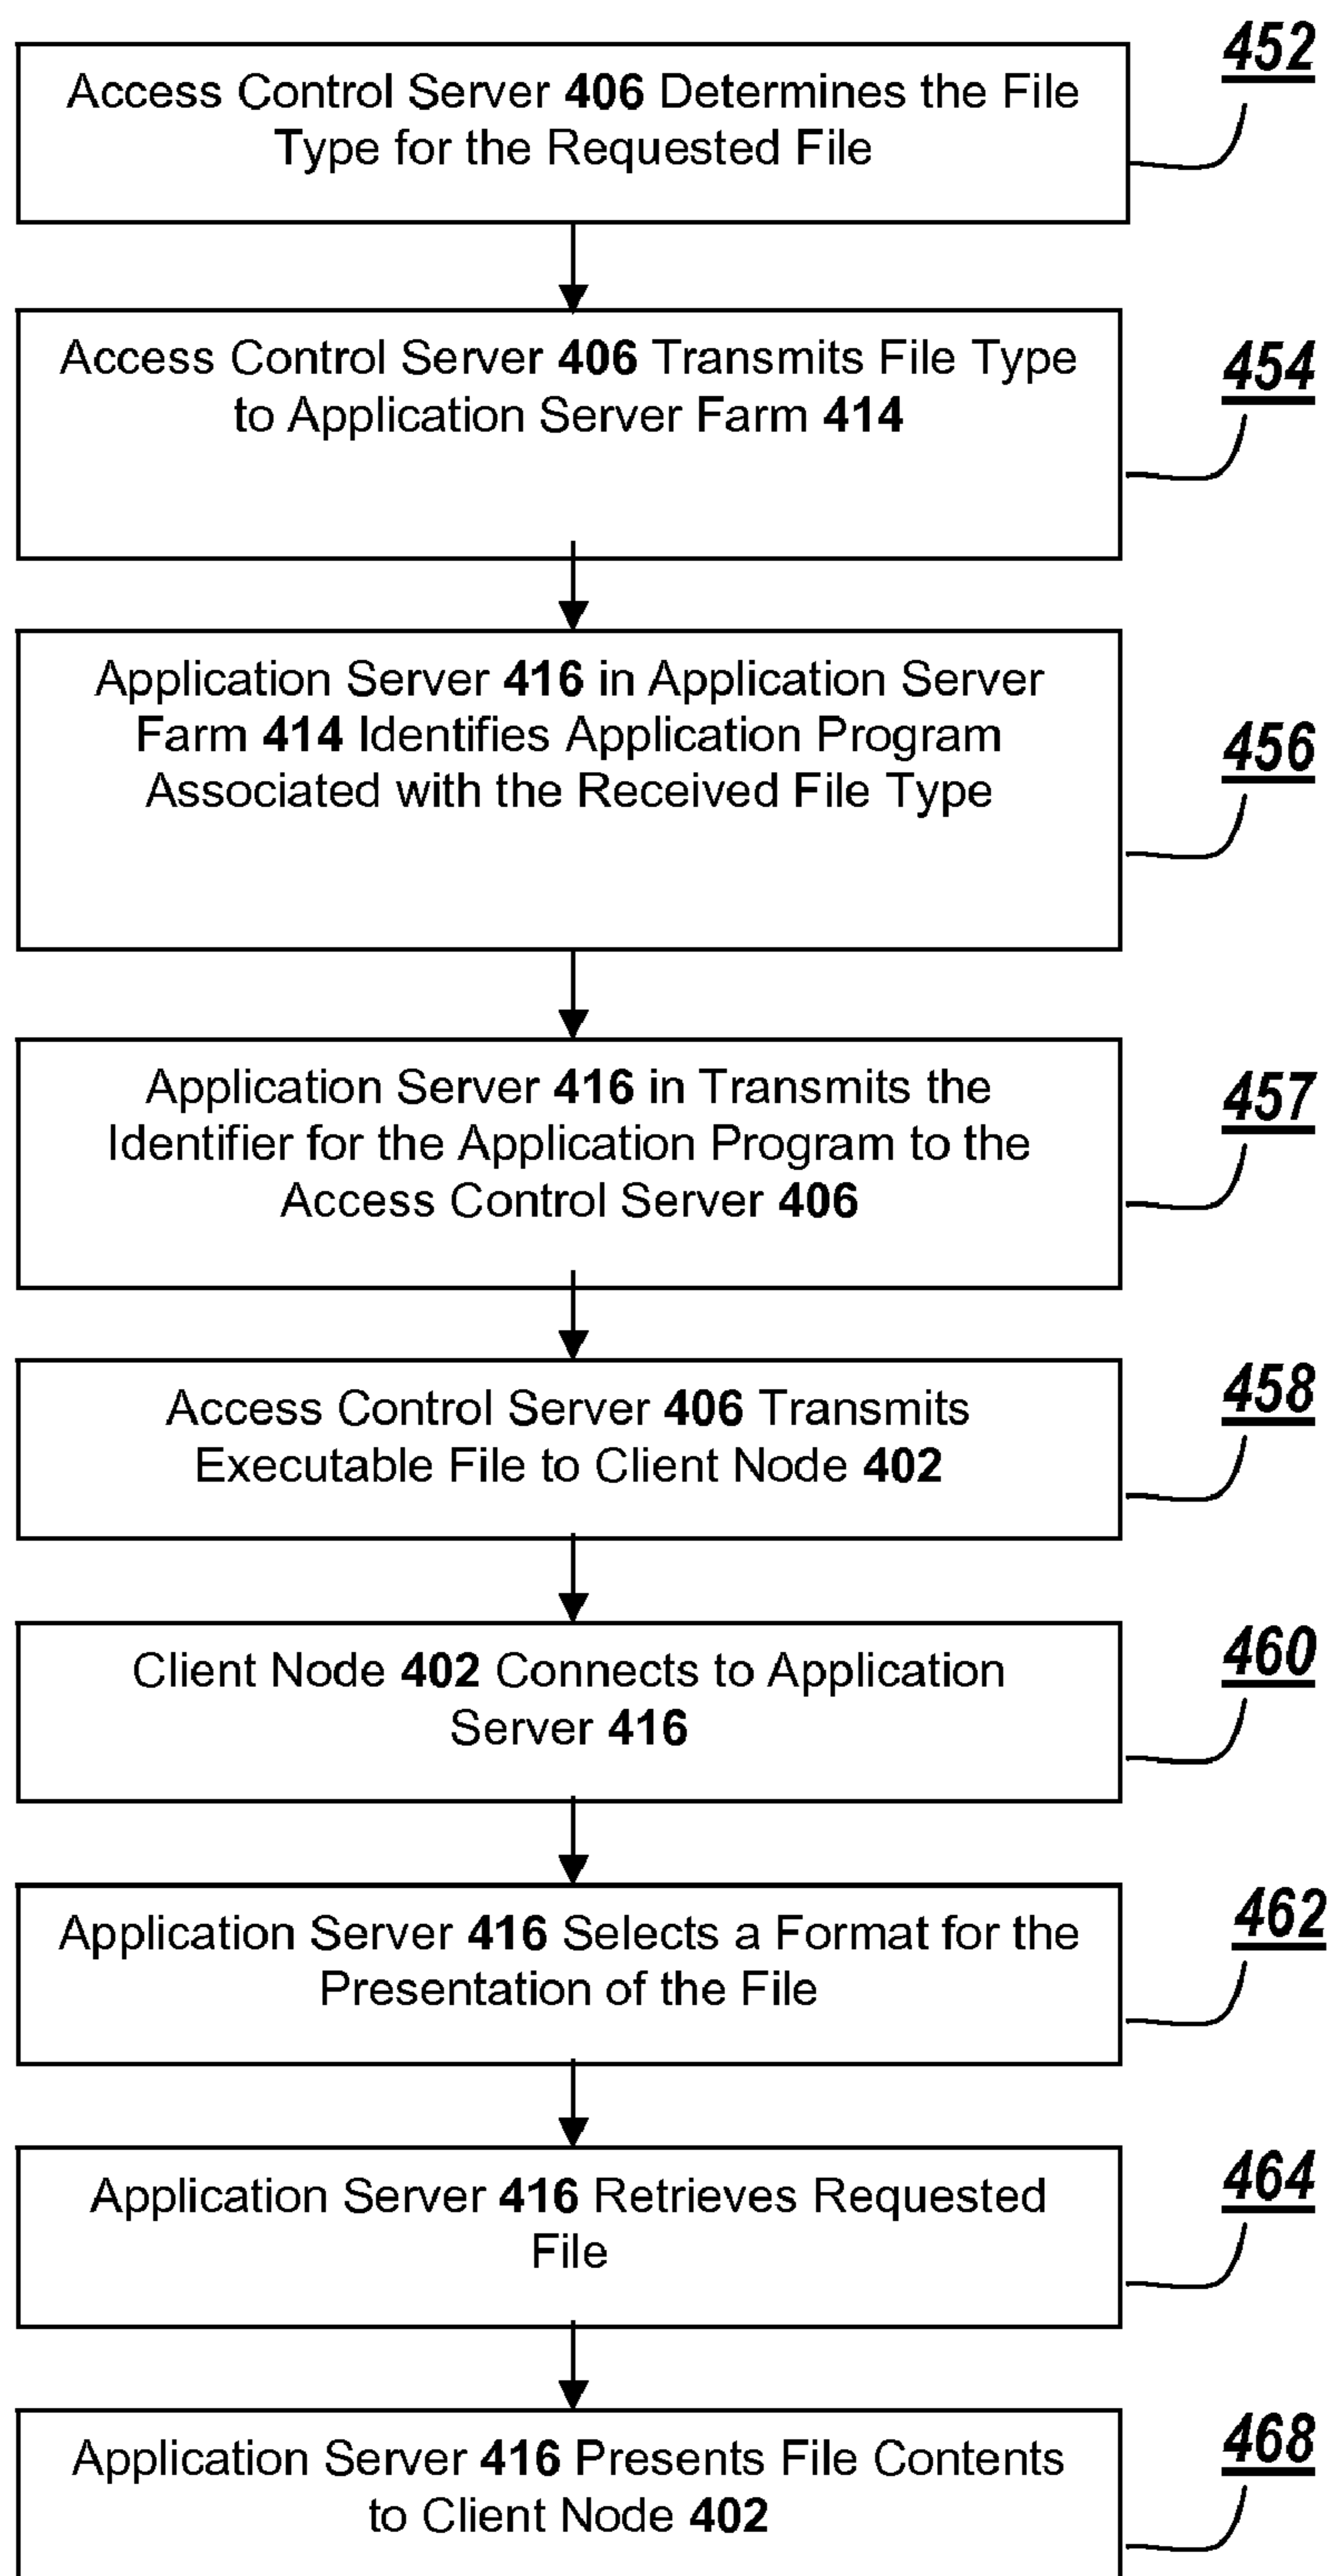 452
Access Control Server 406 Determines the File
Type for the Requested File
454
Access Control Server 406 Transmits File Type
to Application Server Farm 414
456
Application Server 416 in Application Server
Farm 414 Identifies Application Program
Associated with the Received File Type
457
Application Server 416 in Transmits the
Identifier for the Application Program to the
Access Control Server 406
458
Access Control Server 406 Transmits
Executable File to Client Node 402
460
Client Node 402 Connects to Application
Server 416
462
Application Server 416 Selects a Format for the
Presentation of the File
464
Application Server 416 Retrieves Requested
File
468
Application Server 416 Presents File Contents
to Client Node 402